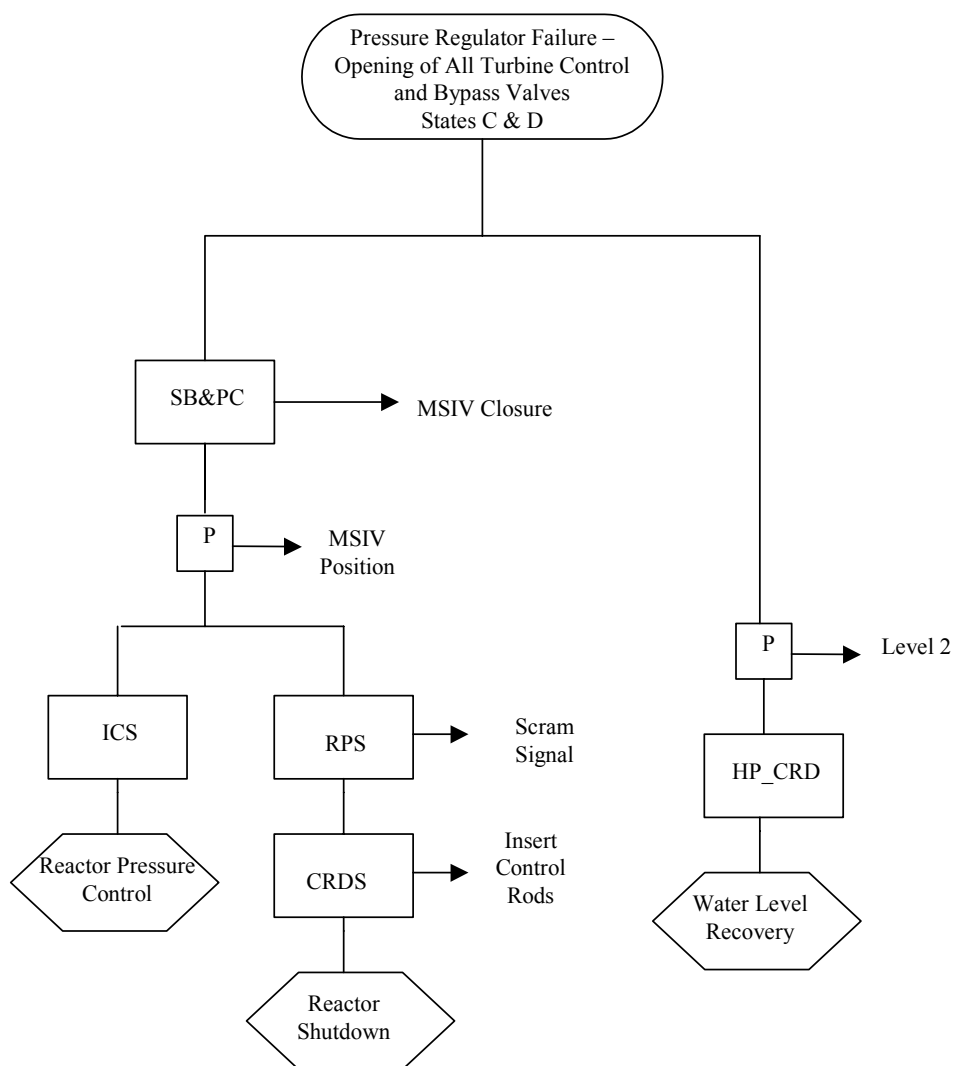 Pressure Regulator Failure –
Opening of All Turbine Control
and Bypass Valves
States C & D
SB&PC
MSIV Closure
P
MSIV
Position
P
Level 2
ICS
RPS
Scram
Signal
HP_CRD
Reactor Pressure
Control
CRDS
Insert
Control
Rods
Water Level
Recovery
Reactor
Shutdown